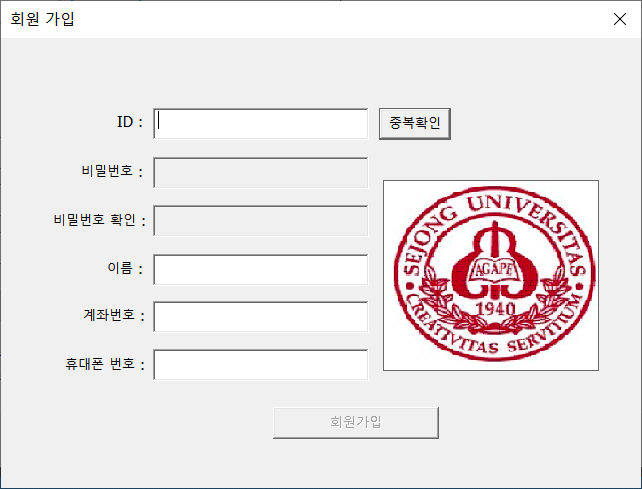 회원 가입
ID :
중복확인
비밀번호 :
비밀번호 확인 :
이름 :
계좌번호 :
휴대폰 번호 :
SEJONG UNIVERSITAS
AGAPE
1940
CREATIVITAS SERVITIUM
회원가입